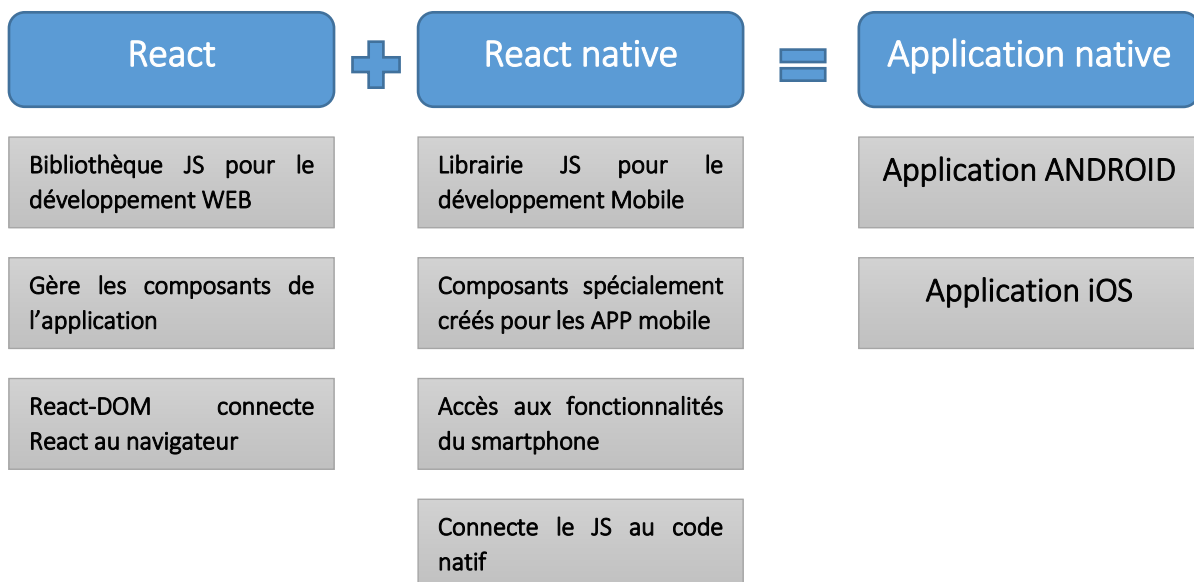 React
React native
Application native
Bibliothèque JS pour le
développement WEB
Gère les composants de
l’application
React-DOM connecte
React au navigateur
Librairie JS pour le
développement Mobile
Composants spécialement
créés pour les APP mobile
Accès aux fonctionnalités
du smartphone
Connecte le JS au code
natif
Application ANDROID
Application iOS